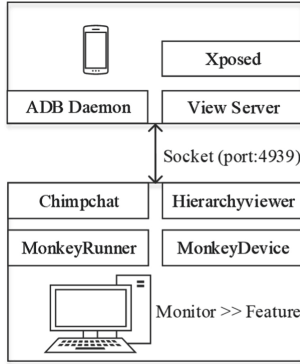 Xposed
ADB Daemon
View Server
Socket (port:4939)
Chimpchat
Hierarchyviewer
MonkeyRunner
MonkeyDevice
Monitor >> Feature